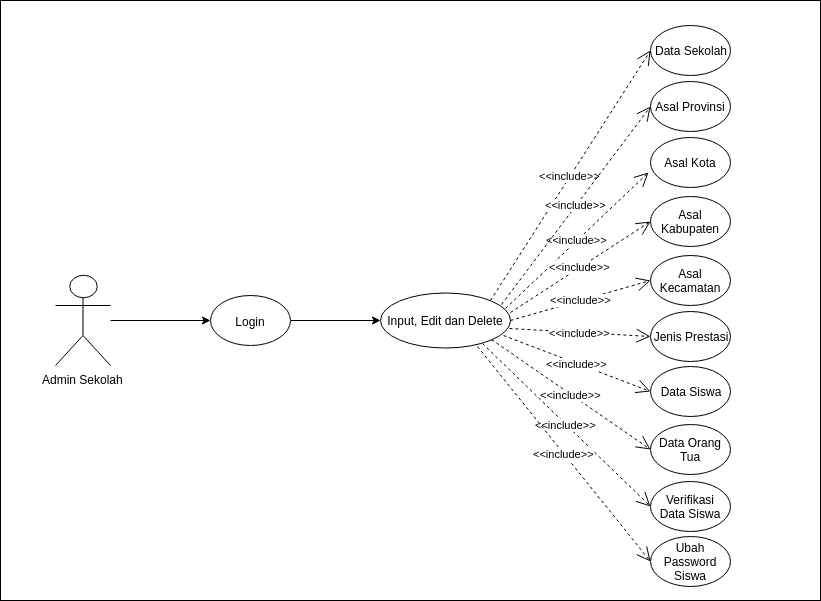 Data Sekolah
Asal Provinsi
<<include>>
Asal Kota
<<include>>
Asal
Kabupaten
<<include>>
<<include>>
Asal
Kecamatan
<<include>>
Admin Sekolah
Login
Input, Edit dan Delete
<<include>>
Jenis Prestasi
<<include>>
Data Siswa
<<include>>
Data Orang
Tua
<<include>>
Verifikasi
Data Siswa
<<include>>
Ubah
Password
Siswa